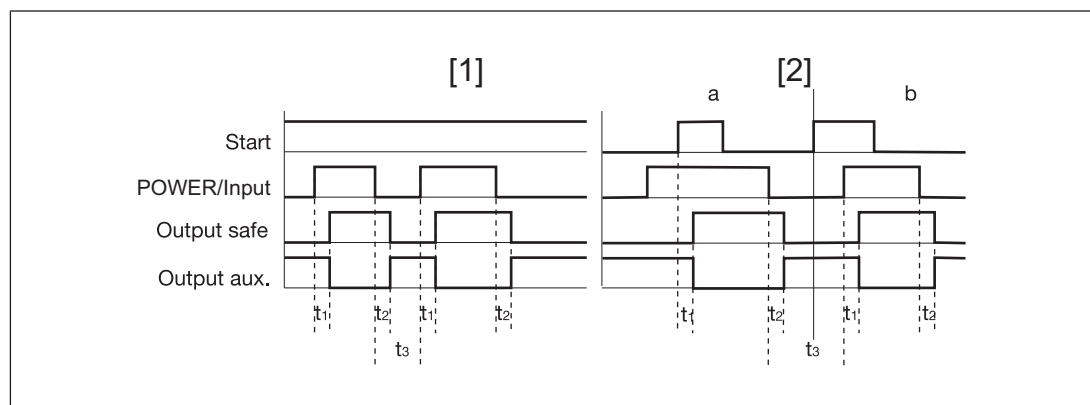 [1] [2]
a b
Start
POWER/Input
Output safe
Output aux.
t1 t2 t1 t2 t1 t2 t1 t2
t3 t3